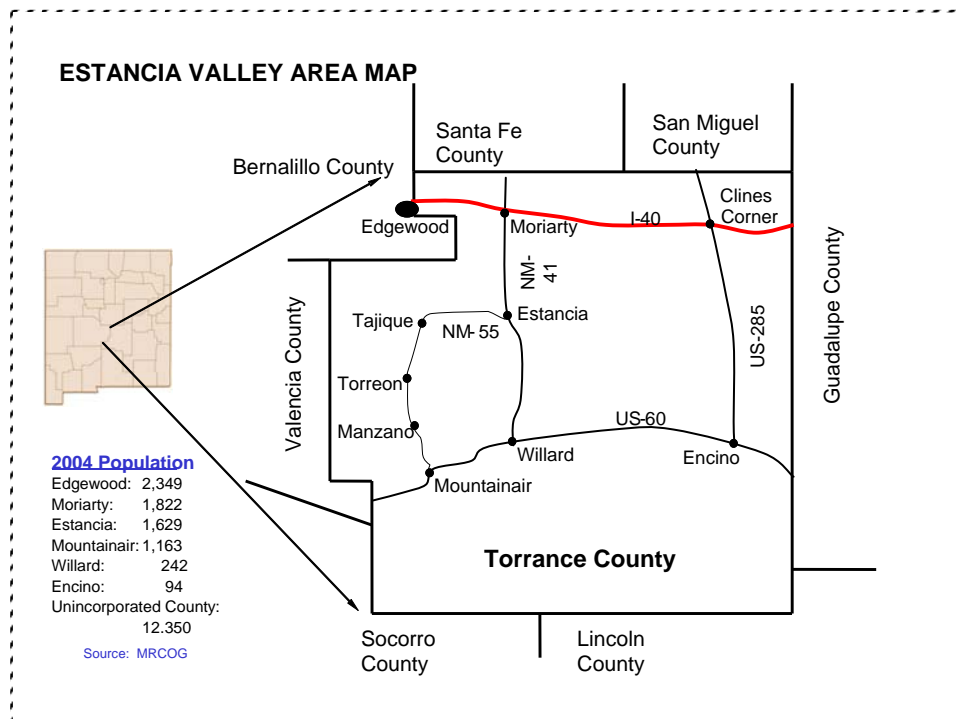 ESTANCIA VALLEY AREA MAP
Santa Fe
County
San Miguel
County
Bernalillo County
Clines
Corner
Edgewood
Moriarty
I-40
NM-
41
Guadalupe County
Valencia County
Tajique
NM- 55
Estancia
US-285
Torreon
Manzano
US-60
Willard
Encino
Mountainair
2004 Population
Edgewood: 2,349
Moriarty: 1,822
Estancia: 1,629
Mountainair: 1,163
Willard: 242
Encino: 94
Unincorporated County:
12.350
Source: MRCOG
Torrance County
Socorro
County
Lincoln
County